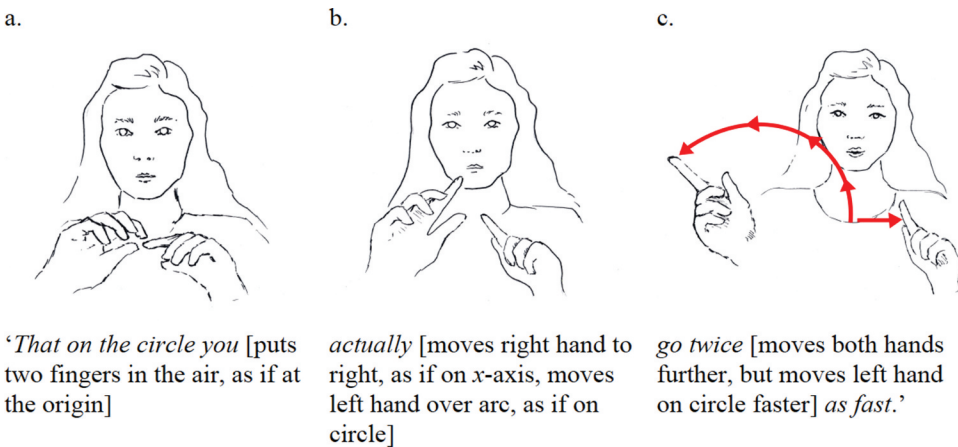 a.
b.
c.
‘That on the circle you [puts
two fingers in the air, as if at
the origin]
actually [moves right hand to
right, as if on x-axis, moves
left hand over arc, as if on
circle]
go twice [moves both hands
further, but moves left hand
on circle faster] as fast.’